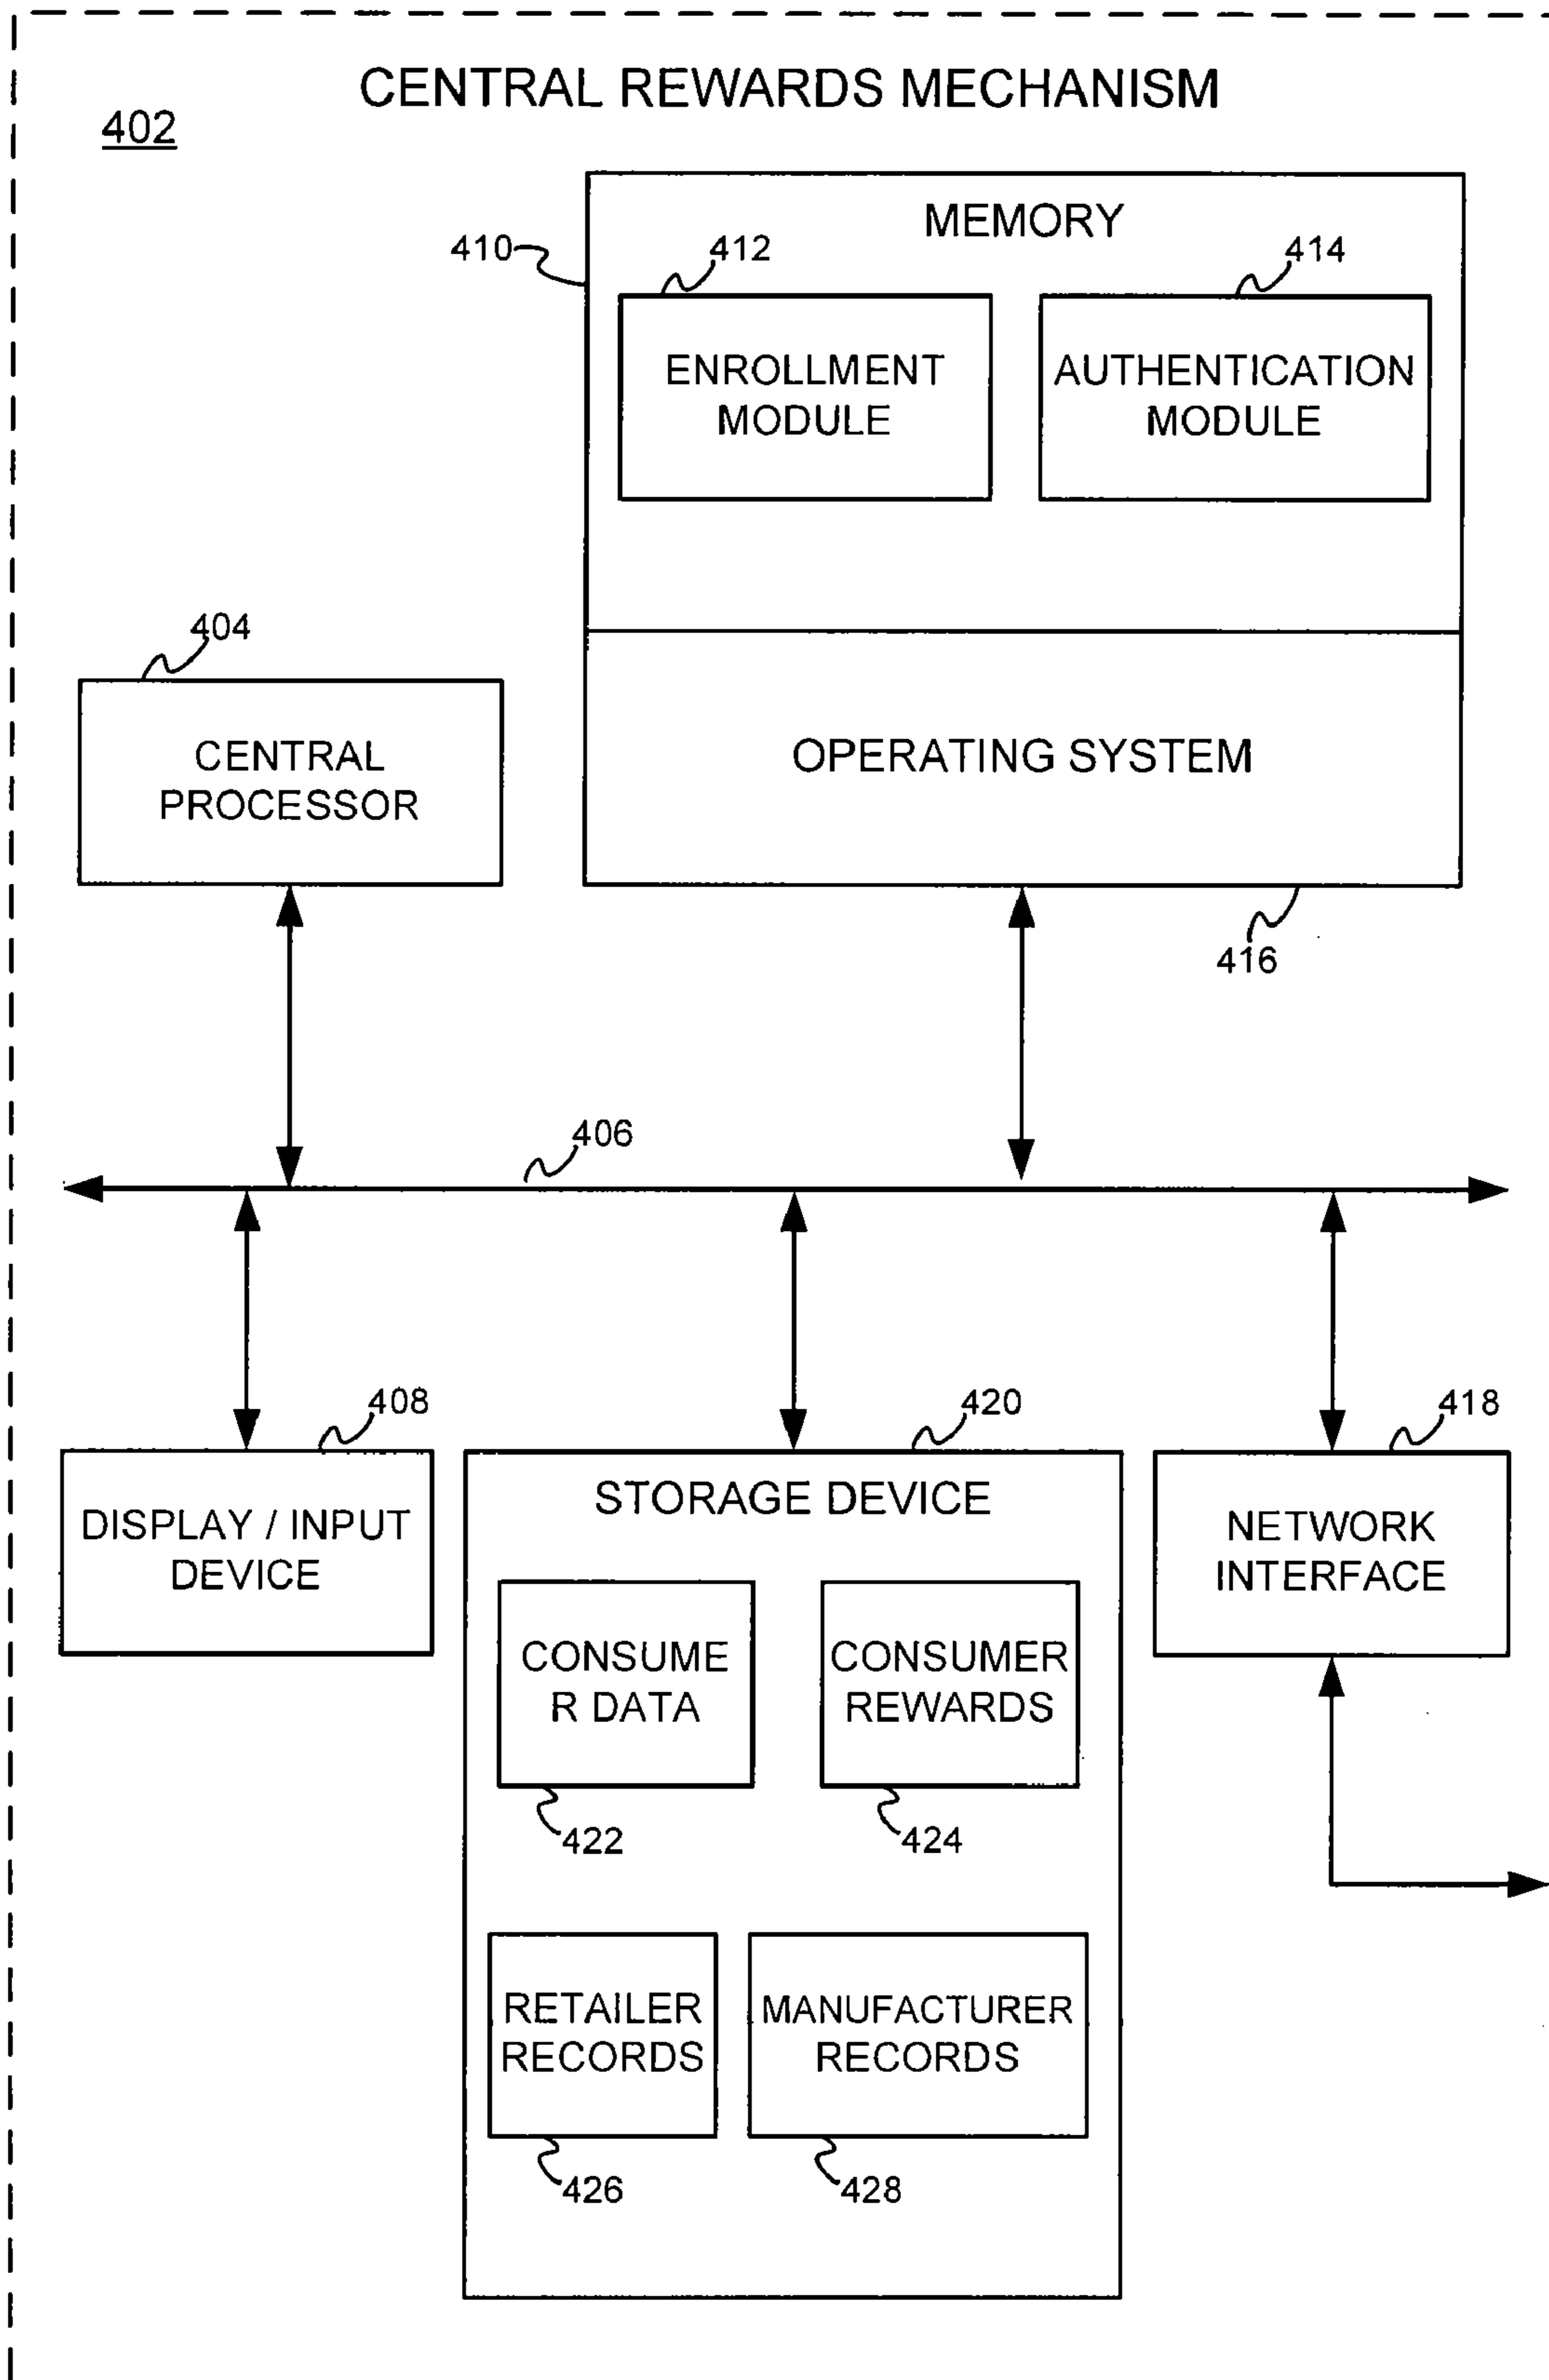 CENTRAL REWARDS MECHANISM
402
MEMORY
410
412
414
ENROLLMENT
MODULE
AUTHENTICATION
MODULE
404
CENTRAL
PROCESSOR
OPERATING SYSTEM
416
406
408
420
418
DISPLAY / INPUT
DEVICE
STORAGE DEVICE
NETWORK
INTERFACE
CONSUME
R DATA
CONSUMER
REWARDS
422
424
RETAILER
RECORDS
MANUFACTURER
RECORDS
426
428